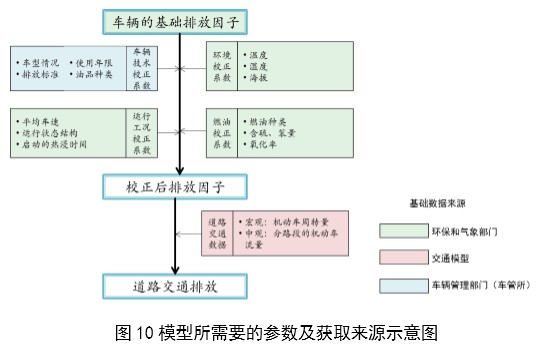 车辆的基础排放因子
• 车型情况 • 使用年限
• 排放标准 • 油品种类
车辆
技术
校正
系数
环境
校正
系数
• 温度
• 湿度
• 海拔
• 平均车速
• 运行状态结构
• 启动的热浸时间
运行
工况
校正
系数
燃油
校正
系数
• 燃油种类
• 含硫、苯量
• 氧化率
校正后排放因子
道路
交通
数据
• 宏观：机动车周转量
• 中观：分路段的机动车
流量
道路交通排放
基础数据来源
环保和气象部门
交通模型
车辆管理部门（车管所）
图 10 模型所需要的参数及获取来源示意图